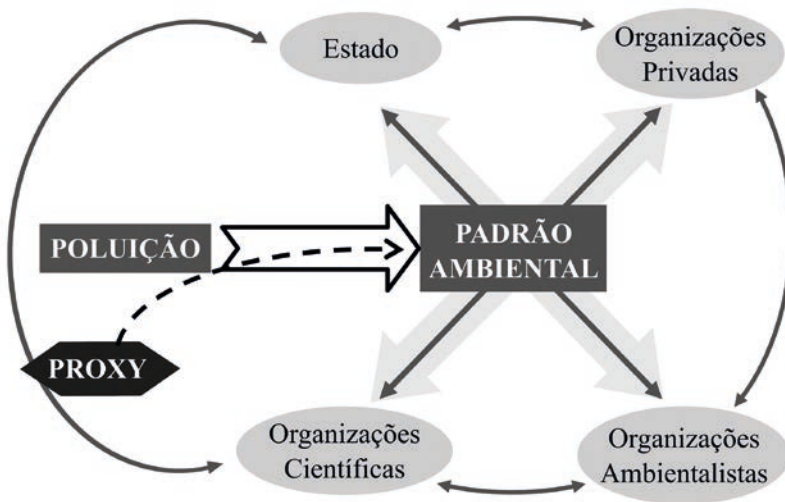 Estado
Organizações
Privadas
POLUIÇÃO
PADRÃO
AMBIENTAL
PROXY
Organizações
Científicas
Organizações
Ambientalistas